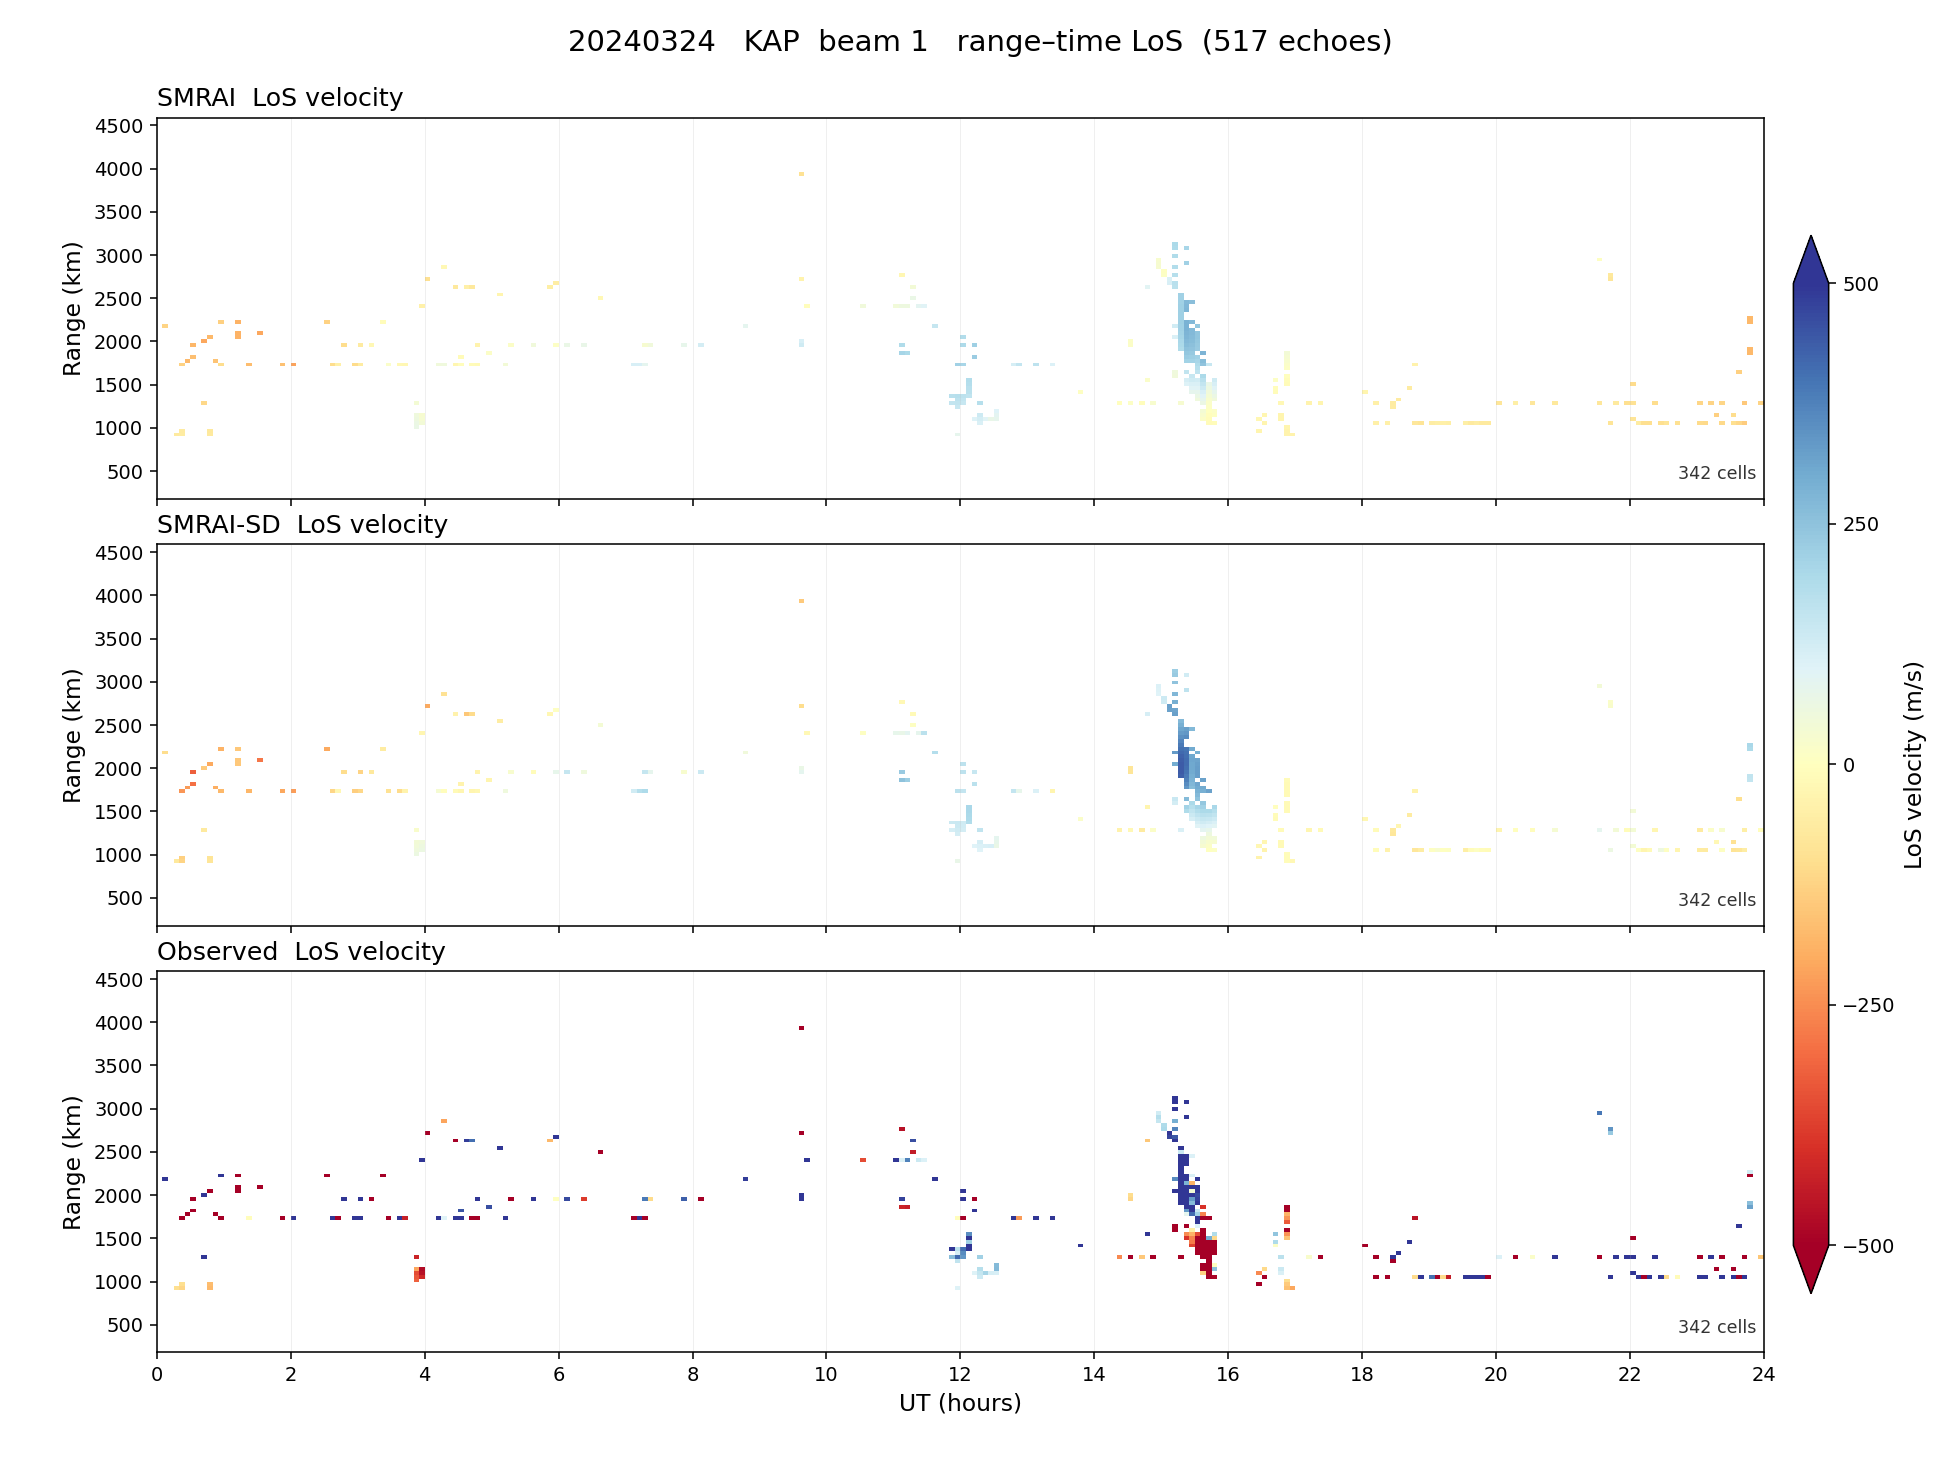 20240324   KAP  beam 1   range–time LoS  (517 echoes)
SMRAI  LoS velocity
4500
4000
3500
3000
2500
2000
1500
1000
500
Range (km)
342 cells
SMRAI-SD  LoS velocity
4500
4000
3500
3000
2500
2000
1500
1000
500
Range (km)
342 cells
Observed  LoS velocity
4500
4000
3500
3000
2500
2000
1500
1000
500
Range (km)
342 cells
0 2 4 6 8 10 12 14 16 18 20 22 24
UT (hours)
500
250
0
−250
−500
LoS velocity (m/s)